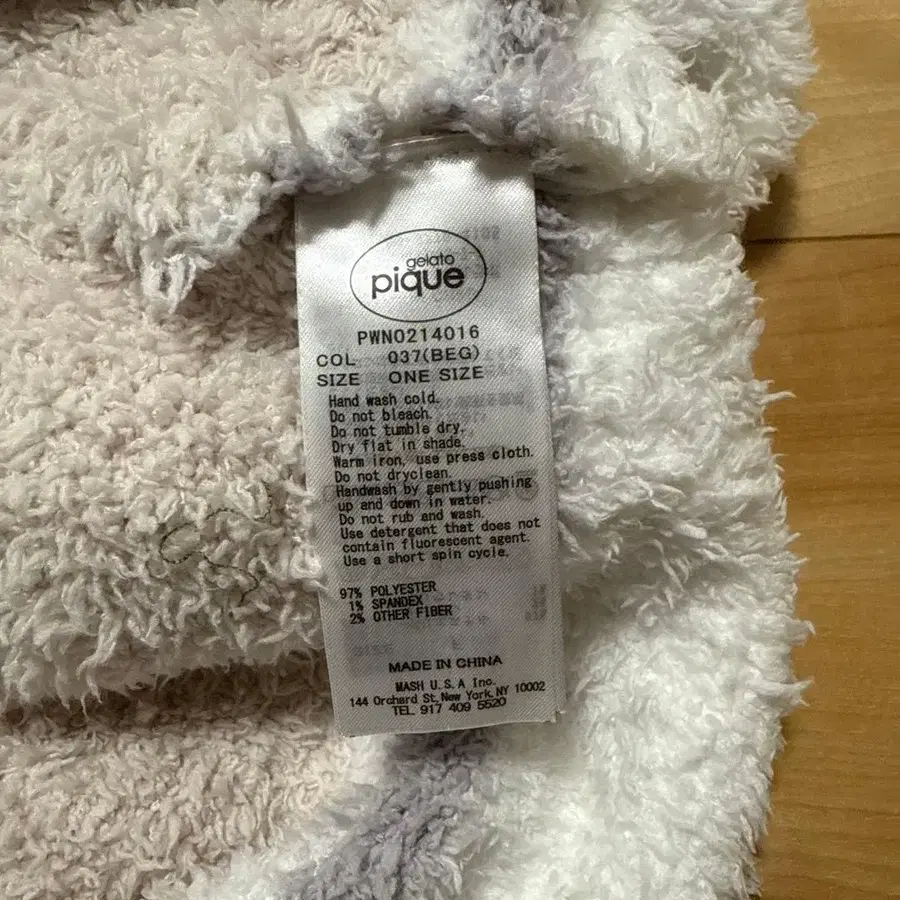 gelato
pique
PWNO214016
COL 037(BEG)
SIZE ONE SIZE
Hand wash cold.
Do not bleach.
Do not tumble dry.
Dry flat in shade.
Warm iron, use press cloth.
Do not dryclean.
Handwash by gently pushing
up and down in water.
Do not rub and wash.
Use detergent that does not
contain fluorescent agent.
Use a short spin cycle.
97% POLYESTER
1% SPANDEX
2% OTHER FIBER
MADE IN CHINA
MASH U.S.A Inc.
144 Orchard St, New York, NY 10002
TEL 917 409 5520